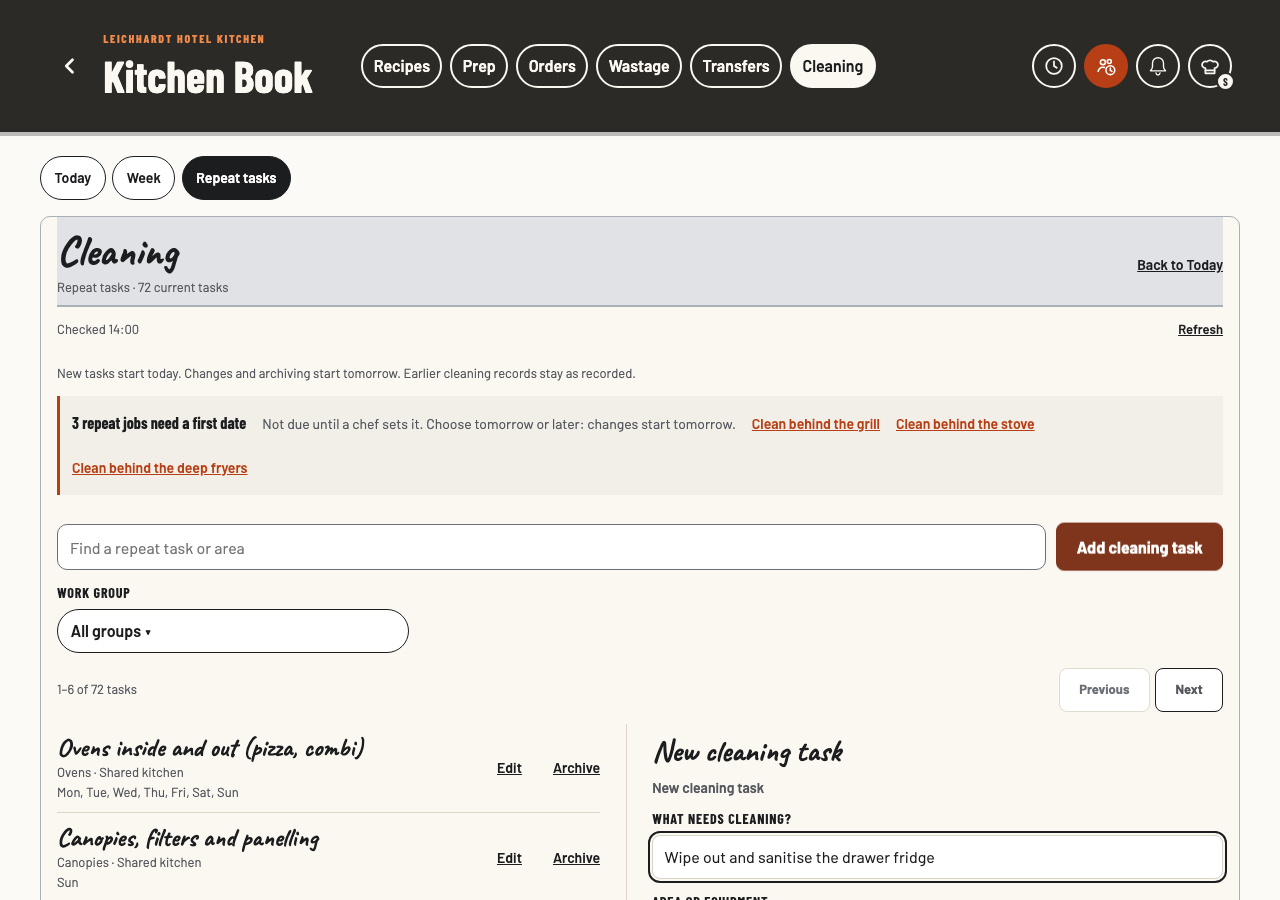 LEICHHARDT HOTEL KITCHEN
Kitchen Book
Recipes
Prep
Orders
Wastage
Transfers
Cleaning
S
Today
Week
Repeat tasks
Cleaning
Back to Today
Repeat tasks · 72 current tasks
Checked 14:00
Refresh
New tasks start today. Changes and archiving start tomorrow. Earlier cleaning records stay as recorded.
3 repeat jobs need a first date Not due until a chef sets it. Choose tomorrow or later: changes start tomorrow. Clean behind the grill Clean behind the stove
Clean behind the deep fryers
Find a repeat task or area
Add cleaning task
WORK GROUP
All groups ▾
1–6 of 72 tasks
Previous
Next
Ovens inside and out (pizza, combi)
Ovens · Shared kitchen
Mon, Tue, Wed, Thu, Fri, Sat, Sun
Edit
Archive
Canopies, filters and panelling
Canopies · Shared kitchen
Sun
Edit
Archive
New cleaning task
New cleaning task
WHAT NEEDS CLEANING?
Wipe out and sanitise the drawer fridge
AREA OR EQUIPMENT